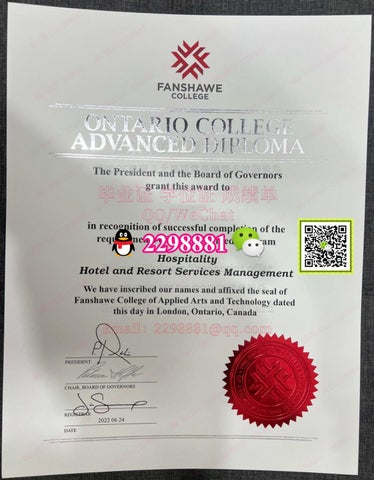 FANSHAWE
COLLEGE
ONTARIO COLLEGE
ADVANCED DIPLOMA
The President and the Board of Governors
grant this award to
毕业证 学位证 成绩单
QQ/WeChat
in recognition of successful completion of the
2298881
Hospitality
Hotel and Resort Services Management
We have inscribed our names and affixed the seal of
Fanshawe College of Applied Arts and Technology dated
this day in London, Ontario, Canada
Email: 2298881@qq.com
PRESIDENT
CHAIR, BOARD OF GOVERNORS
REGISTRAR
2022 06 24
DATE